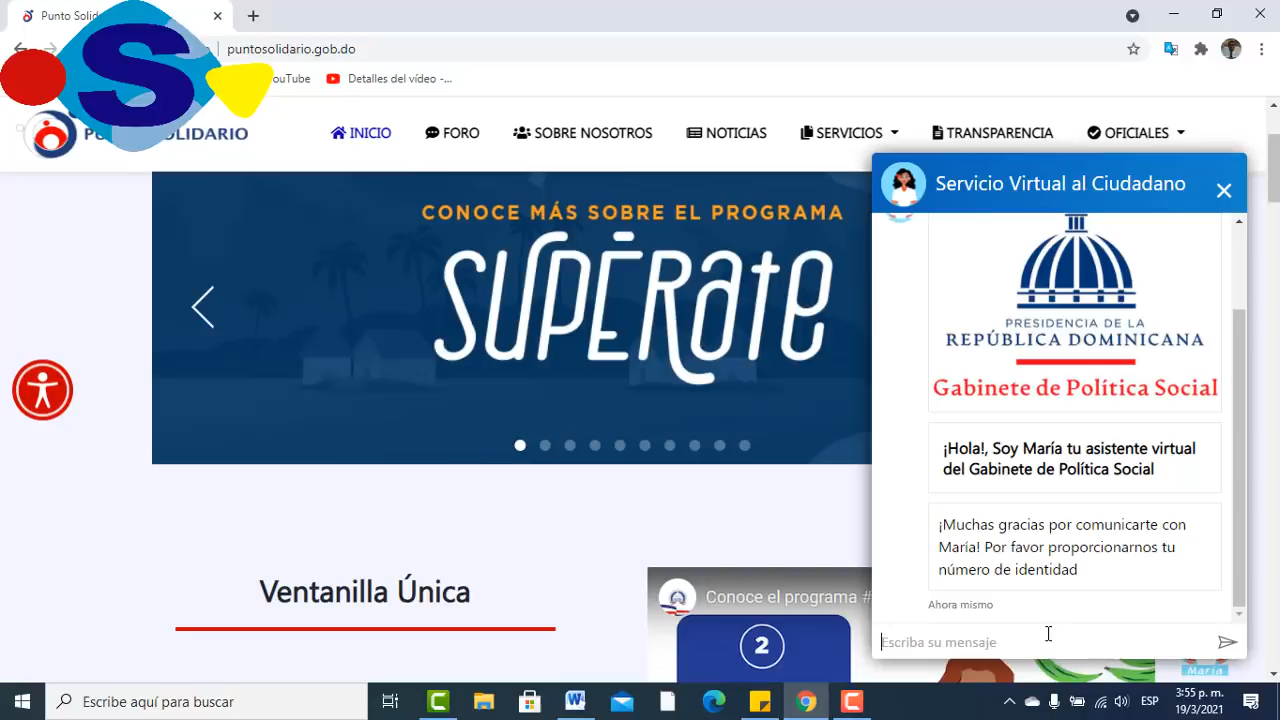 Punto Soli
puntosolidario.gob.do
ouTube
Detalles del vídeo -...
S
PUNTO SOLIDARIO
INICIO
FORO
SOBRE NOSOTROS
NOTICIAS
SERVICIOS
TRANSPARENCIA
OFICIALES
CONOCE MÁS SOBRE EL PROGRAMA
SUPÉRATE
Servicio Virtual al Ciudadano
PRESIDENCIA DE LA
REPÚBLICA DOMINICANA
Gabinete de Política Social
¡Hola!, Soy María tu asistente virtual
del Gabinete de Política Social
¡Muchas gracias por comunicarte con
María! Por favor proporcionarnos tu
número de identidad
Ahora mismo
Escriba su mensaje
Ventanilla Única
Conoce el programa #
2
María
Escribe aquí para buscar
ESP
3:55 p. m.
19/3/2021